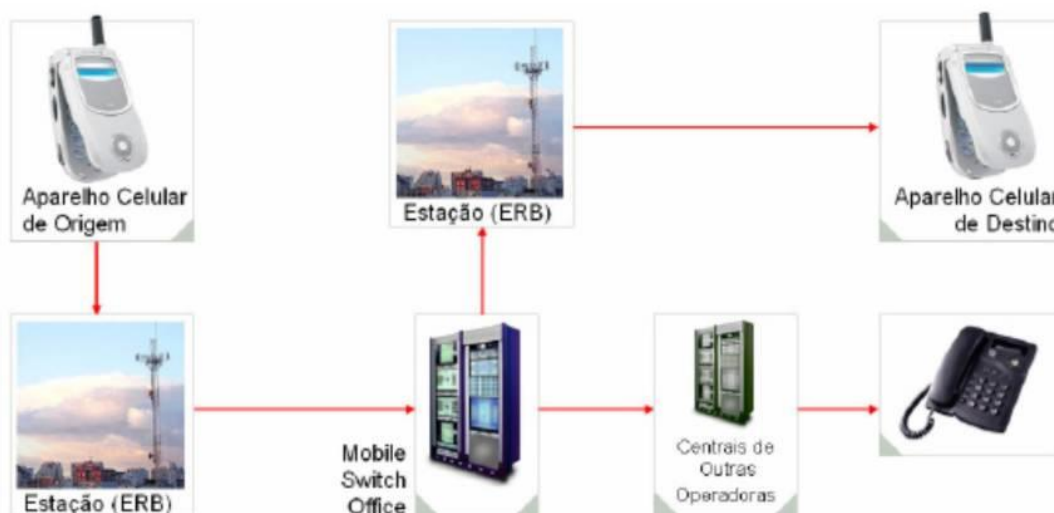 Aparelho Celular
de Origem
Estação (ERB)
Aparelho Celular
de Destino
Estação (ERB)
Mobile
Switch
Office
Centrais de
Outras
Operadoras